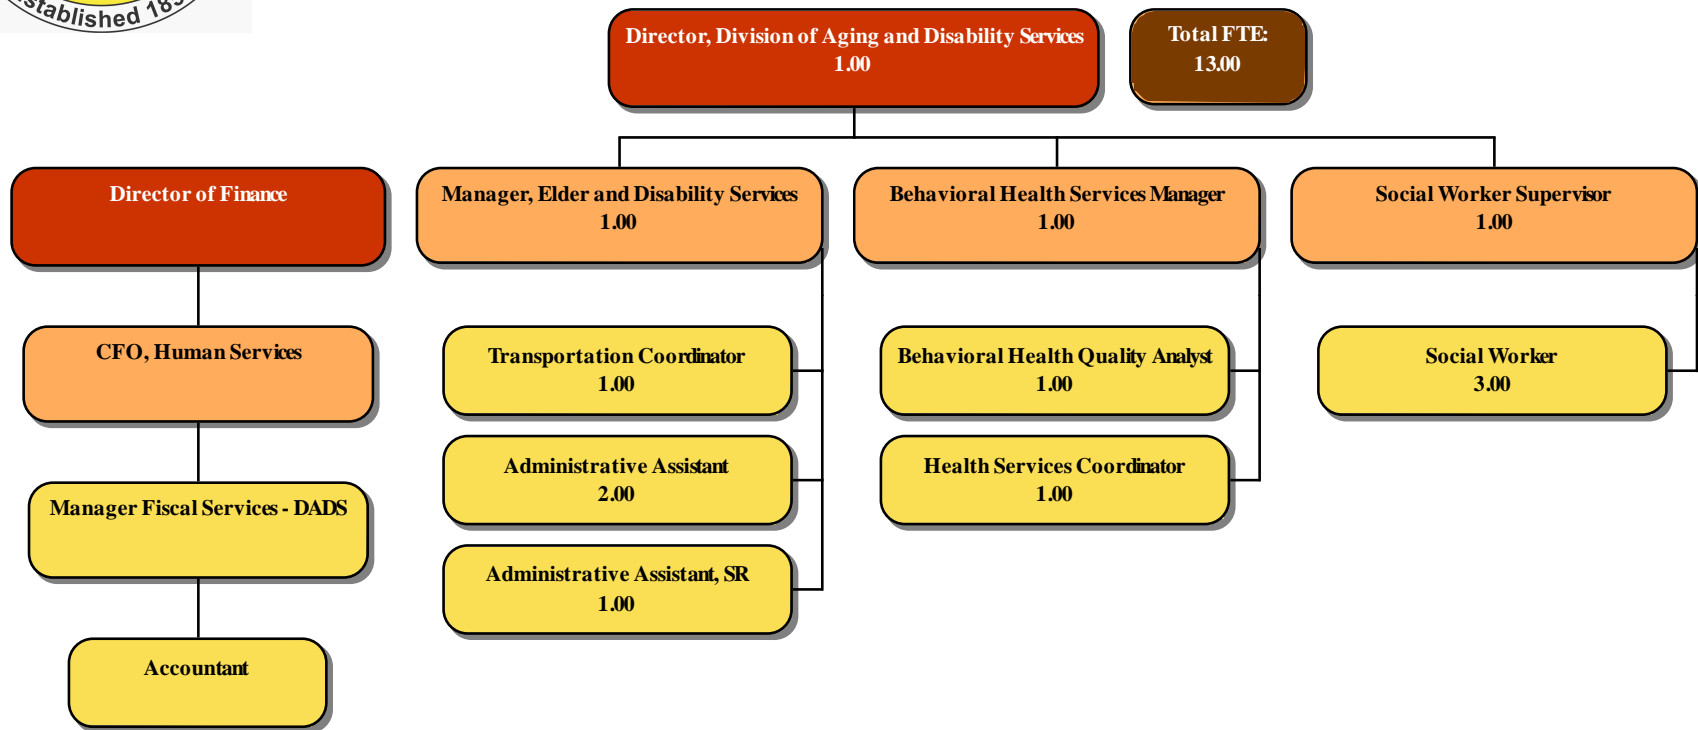 Established 185
Director, Division of Aging and Disability Services
1.00
Total FTE:
13.00
Director of Finance
Manager, Elder and Disability Services
1.00
Behavioral Health Services Manager
1.00
Social Worker Supervisor
1.00
CFO, Human Services
Transportation Coordinator
1.00
Behavioral Health Quality Analyst
1.00
Social Worker
3.00
Administrative Assistant
2.00
Health Services Coordinator
1.00
Manager Fiscal Services - DADS
Administrative Assistant, SR
1.00
Accountant